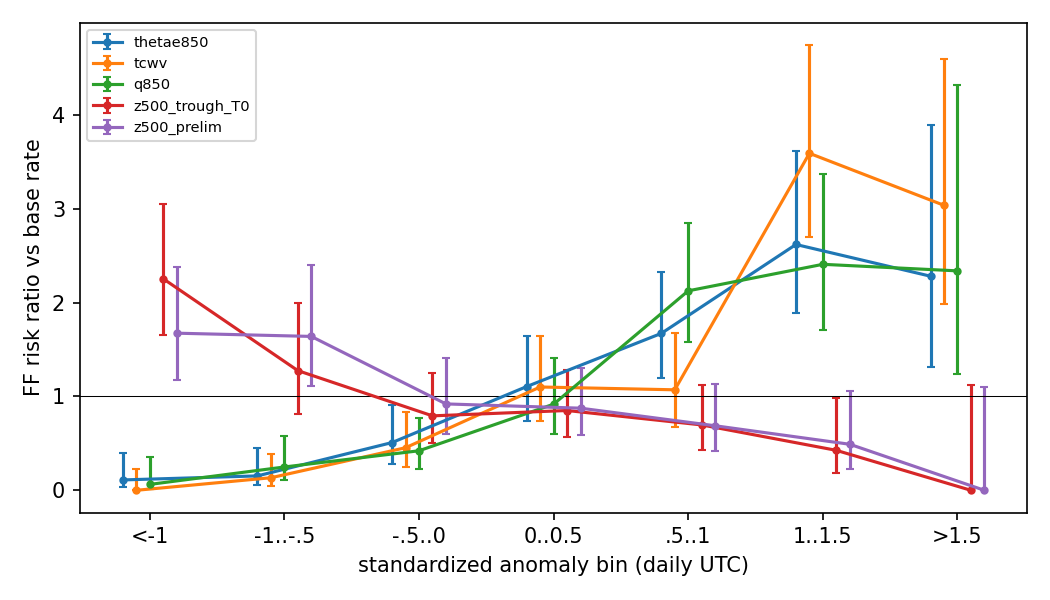 thetae850
tcwv
q850
z500_trough_T0
z500_prelim
FF risk ratio vs base rate
4
3
2
1
0
<-1
-1..-.5
-.5..0
0..0.5
.5..1
1..1.5
>1.5
standardized anomaly bin (daily UTC)